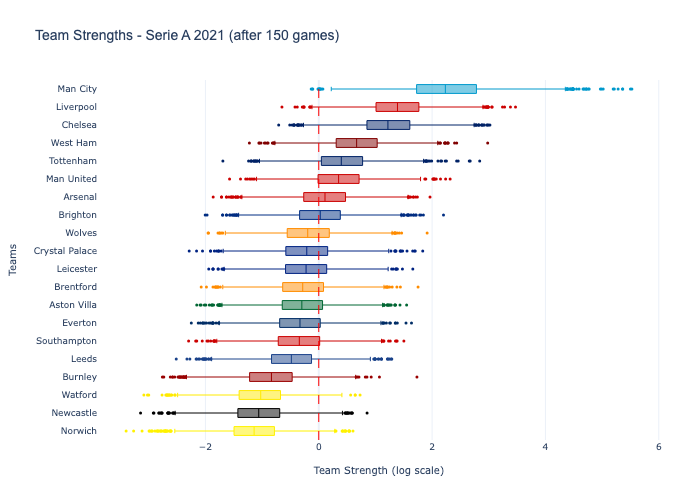 Team Strengths - Serie A 2021 (after 150 games)
Man City
Liverpool
Chelsea
West Ham
Tottenham
Man United
Arsenal
Brighton
Wolves
Crystal Palace
Leicester
Brentford
Aston Villa
Everton
Southampton
Leeds
Burnley
Watford
Newcastle
Norwich
Teams
−2 0 2 4 6
Team Strength (log scale)